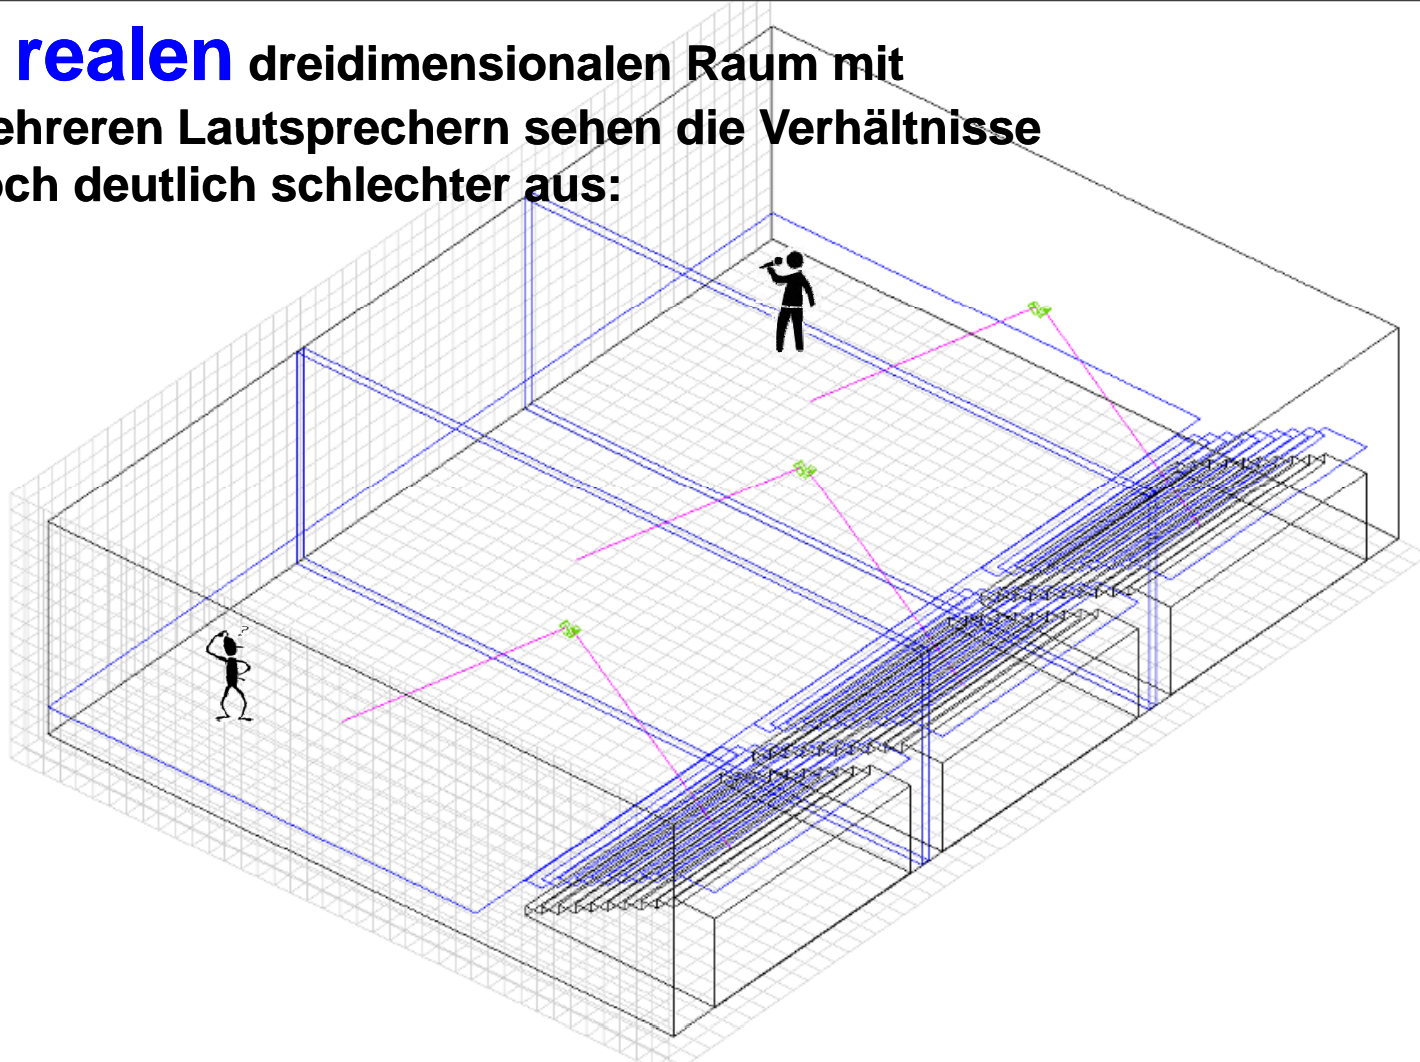 realen dreidimensionalen Raum mit
ehreren Lautsprechern sehen die Verhältnisse
och deutlich schlechter aus:
?